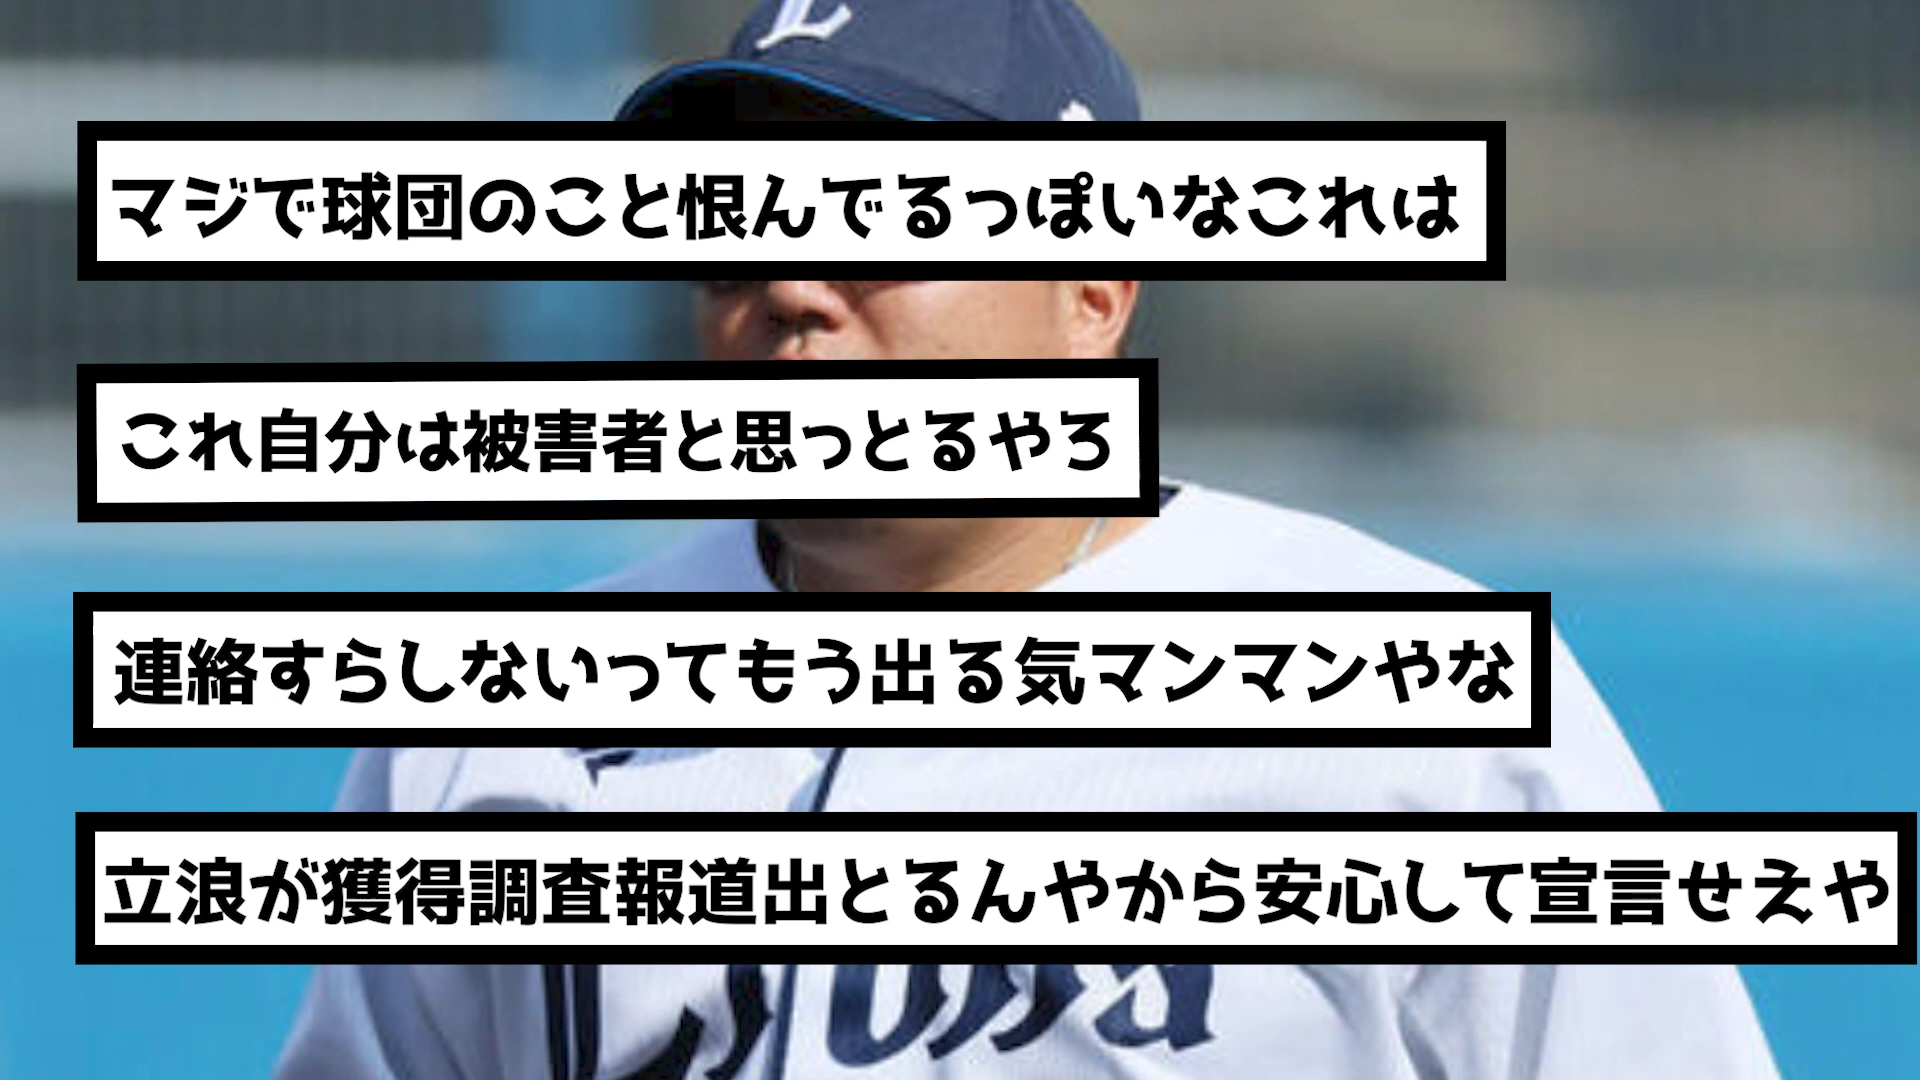 L
マジで球団のこと恨んでるっぽいなこれは
これ自分は被害者と思っとるやろ
連絡すらしないってもう出る気マンマンやな
立浪が獲得調査報道出とるんやから安心して宣言せえや
Lions